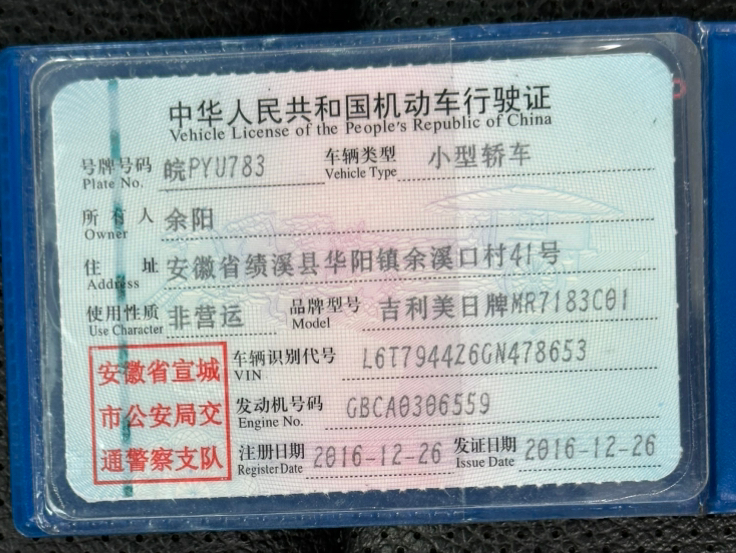 中华人民共和国机动车行驶证
Vehicle License of the People's Republic of China
号牌号码 皖PYU783 车辆类型 小型轿车
Plate No. Vehicle Type
所有人 余阳
Owner
住址 安徽省绩溪县华阳镇余溪口村41号
Address
使用性质 非营运 品牌型号 吉利美日牌MR7183C01
Use Character Model
安徽省宣城
市公安局交
通警察支队
车辆识别代号 L6T7944Z6GN478653
VIN
发动机号码 GBCA0306559
Engine No.
注册日期 2016-12-26 发证日期 2016-12-26
Register Date Issue Date